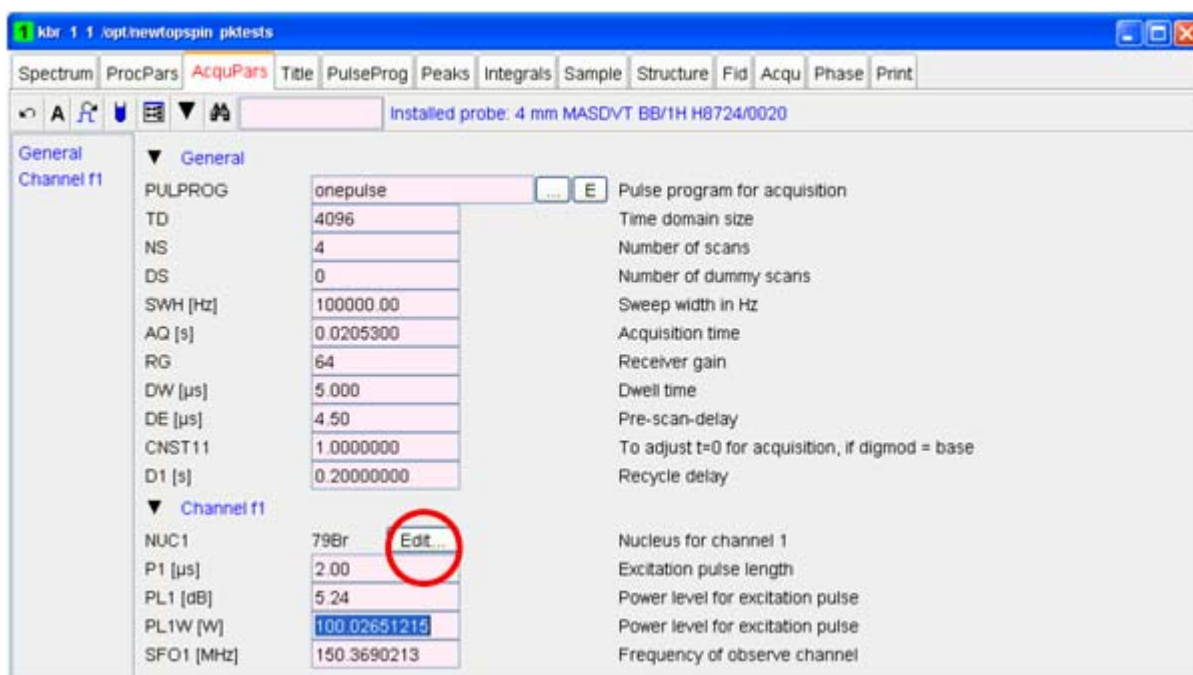 1 kbr 1 1 /opt/newtopspin pktests
Spectrum ProcPars AcquPars Title PulseProg Peaks Integrals Sample Structure Fid Acqu Phase Print
A Installed probe: 4 mm MASDVT BB/1H H8724/0020
General
Channel f1
General
PULPROG onepulse ... E Pulse program for acquisition
TD 4096 Time domain size
NS 4 Number of scans
DS 0 Number of dummy scans
SWH [Hz] 100000.00 Sweep width in Hz
AQ [s] 0.0205300 Acquisition time
RG 64 Receiver gain
DW [µs] 5.000 Dwell time
DE [µs] 4.50 Pre-scan-delay
CNST11 1.0000000 To adjust t=0 for acquisition, if digmod = base
D1 [s] 0.20000000 Recycle delay
Channel f1
NUC1 79Br Edit... Nucleus for channel 1
P1 [µs] 2.00 Excitation pulse length
PL1 [dB] 5.24 Power level for excitation pulse
PL1W [W] 100.02651215 Power level for excitation pulse
SFO1 [MHz] 150.3690213 Frequency of observe channel